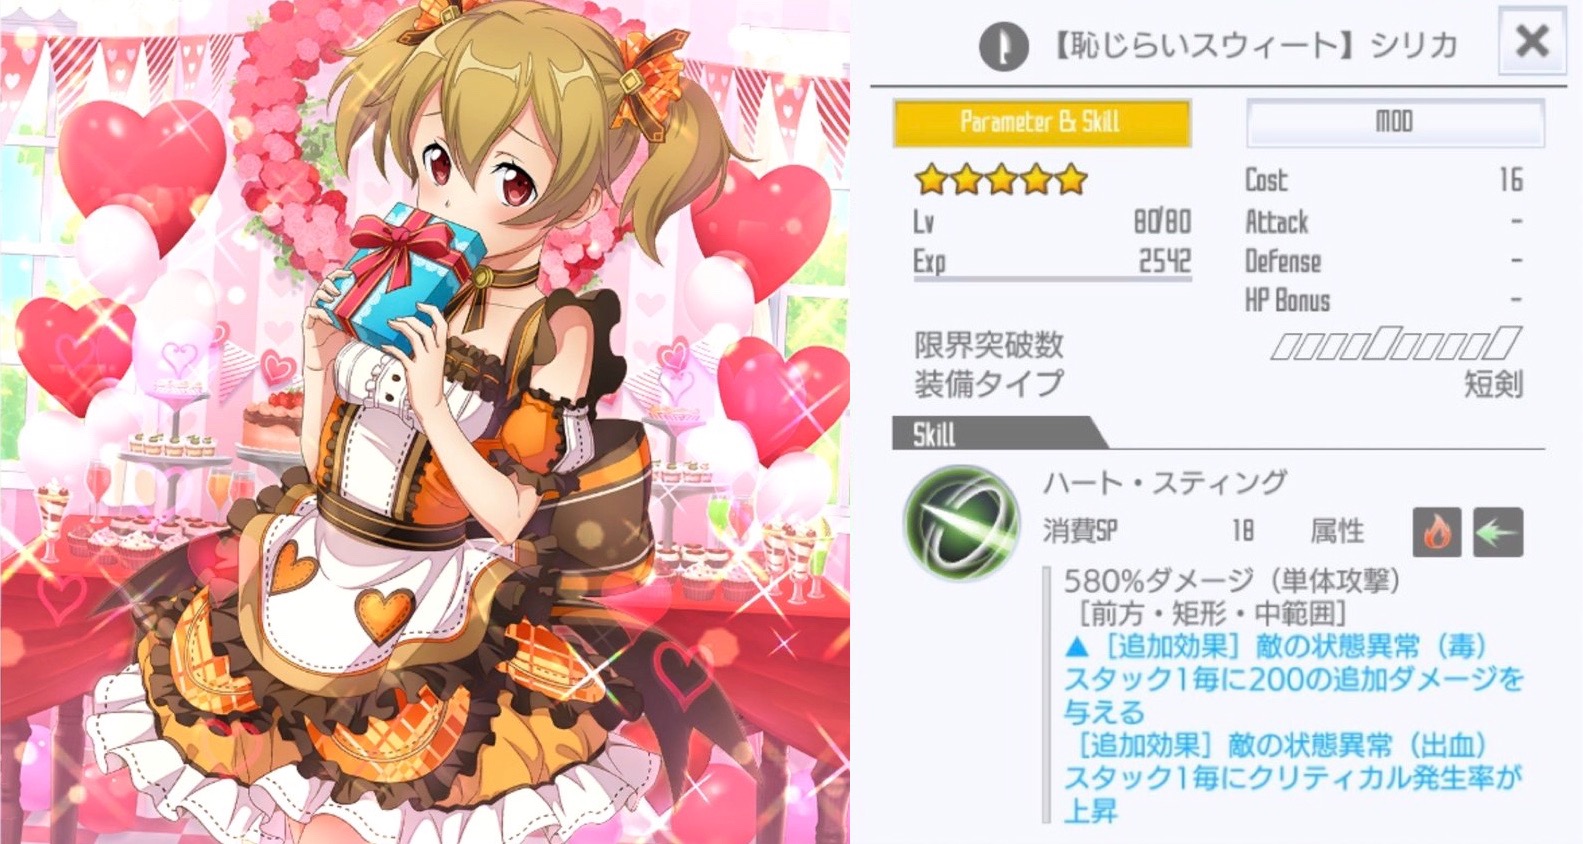 【恥じらいスウィート】シリカ
Parameter & Skill
MOD
Lv 80/80
Exp 2542
Cost 16
Attack -
Defense -
HP Bonus -
限界突破数
装備タイプ 短剣
Skill
ハート・スティング
消費SP 18 属性
580%ダメージ（単体攻撃）
［前方・矩形・中範囲］
▲［追加効果］敵の状態異常（毒）
スタック1毎に200の追加ダメージを
与える
［追加効果］敵の状態異常（出血）
スタック1毎にクリティカル発生率が
上昇